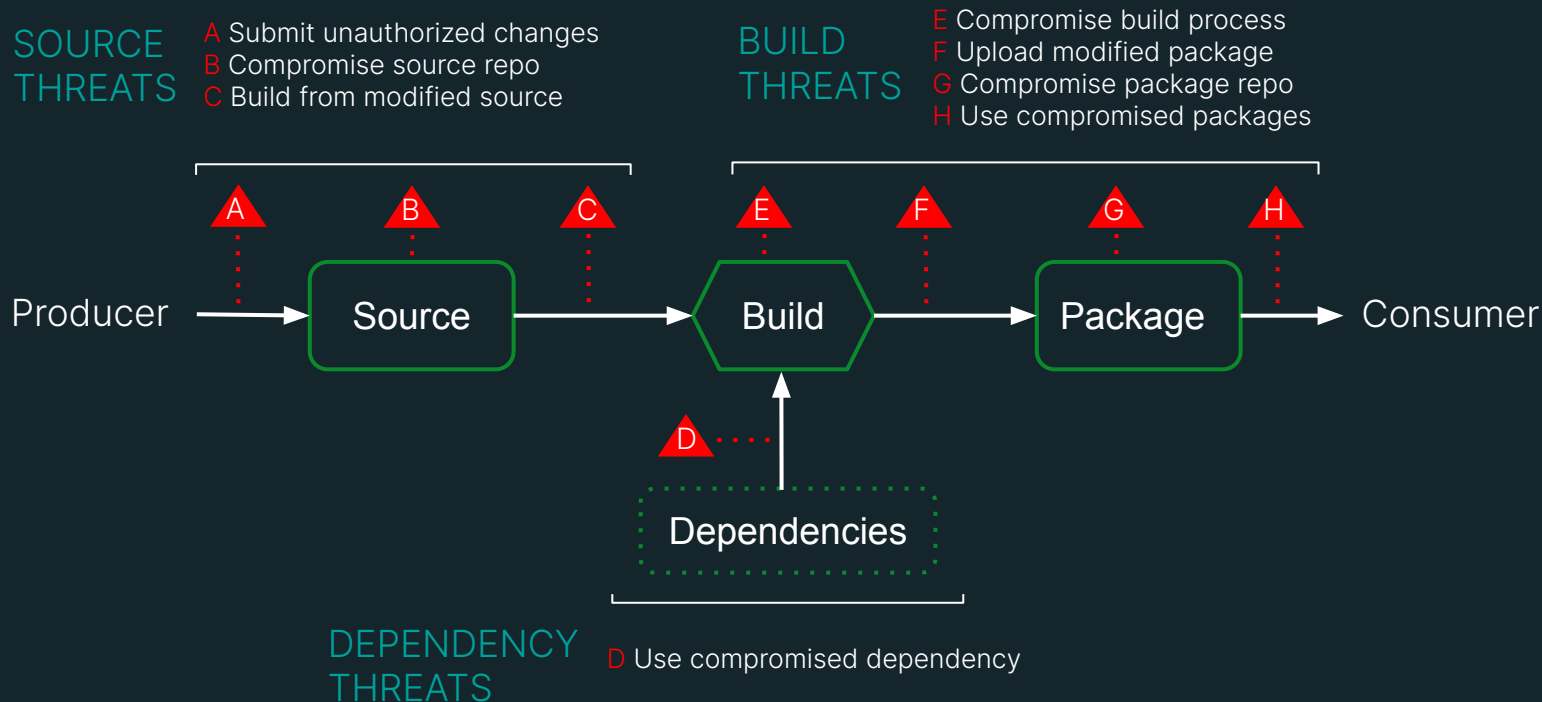 SOURCE
THREATS
A Submit unauthorized changes
B Compromise source repo
C Build from modified source
BUILD
THREATS
E Compromise build process
F Upload modified package
G Compromise package repo
H Use compromised packages
A
B
C
E
F
G
H
Producer
Source
Build
Package
Consumer
D
Dependencies
DEPENDENCY
THREATS
D Use compromised dependency